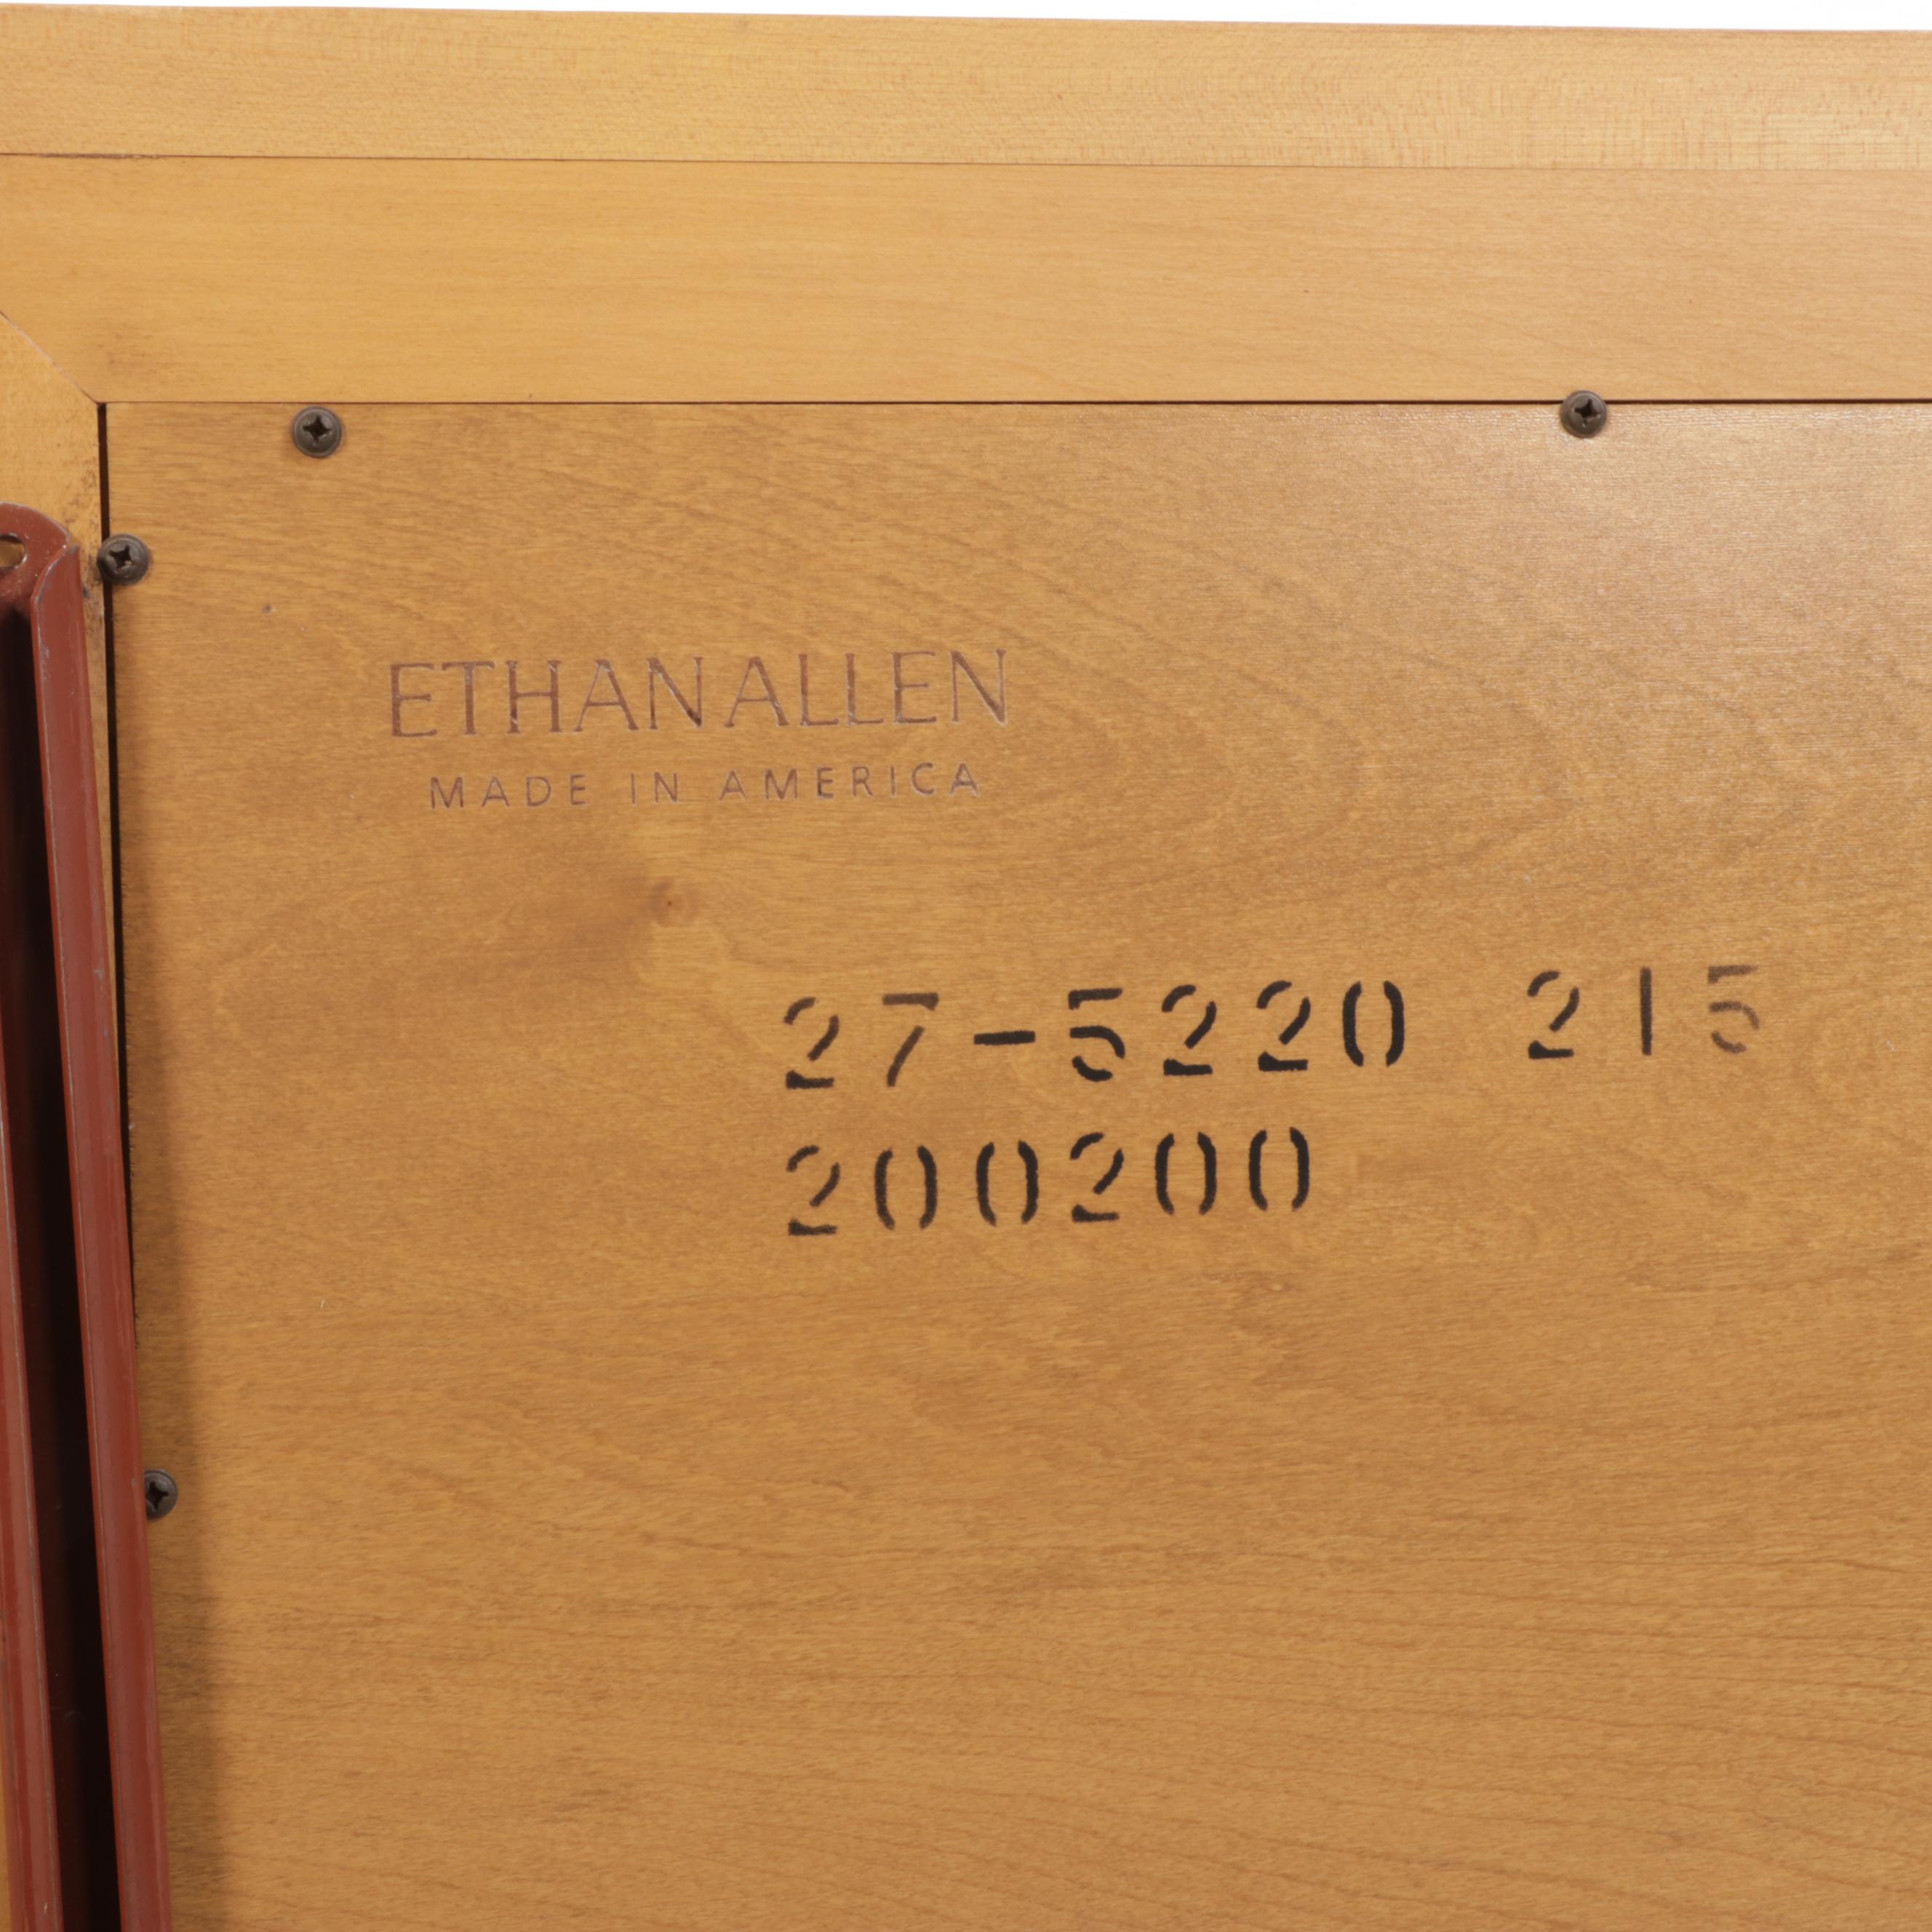 ETHAN ALLEN
MADE IN AMERICA
27-5220 215
200200